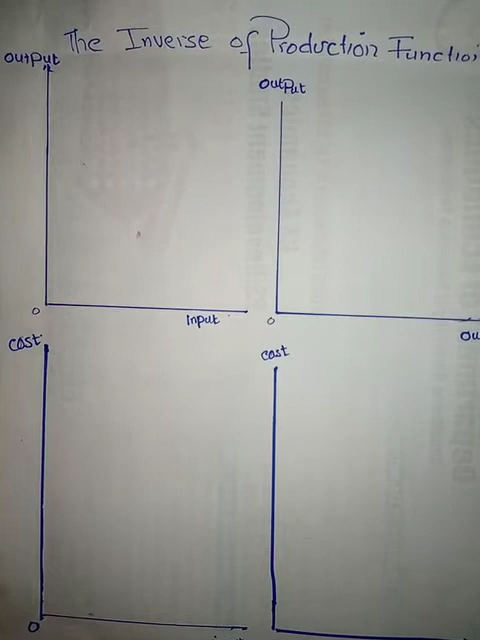 The Inverse of Production Functio
output
output
0
Input
0
Ou
cost
cost
0